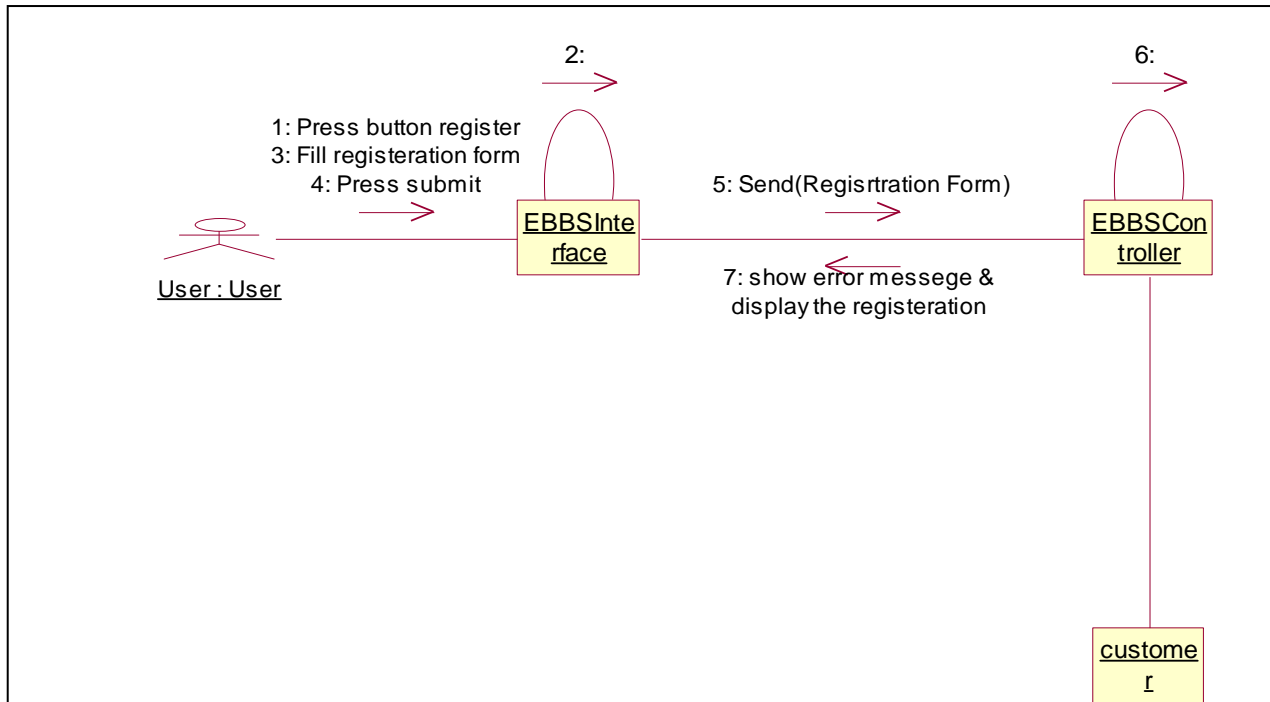 2:
6:
1: Press button register
3: Fill registeration form
4: Press submit
5: Send(Regisrtration Form)
EBBSInte
rface
EBBSCon
troller
User : User
7: show error messege &
display the registeration
custome
r